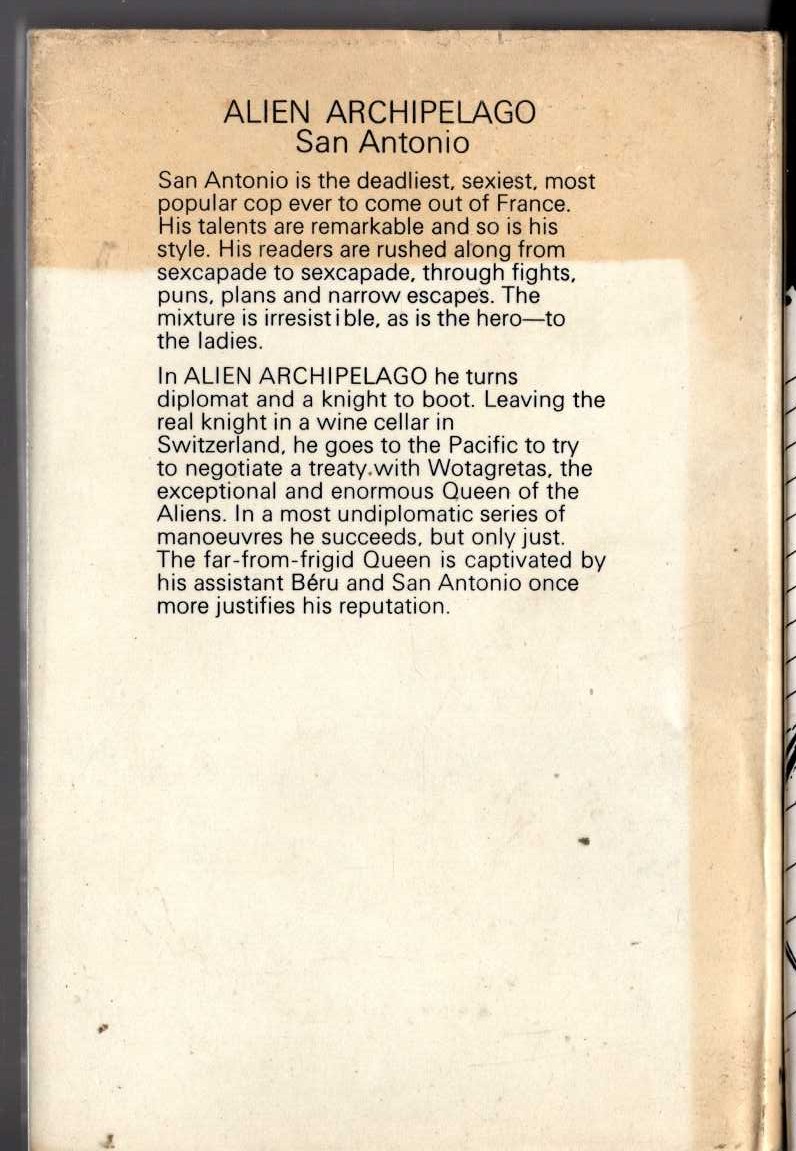 ALIEN ARCHIPELAGO
San Antonio
San Antonio is the deadliest, sexiest, most
popular cop ever to come out of France.
His talents are remarkable and so is his
style. His readers are rushed along from
sexcapade to sexcapade, through fights,
puns, plans and narrow escapes. The
mixture is irresistible, as is the hero—to
the ladies.
In ALIEN ARCHIPELAGO he turns
diplomat and a knight to boot. Leaving the
real knight in a wine cellar in
Switzerland, he goes to the Pacific to try
to negotiate a treaty with Wotagretas, the
exceptional and enormous Queen of the
Aliens. In a most undiplomatic series of
manoeuvres he succeeds, but only just.
The far-from-frigid Queen is captivated by
his assistant Béru and San Antonio once
more justifies his reputation.